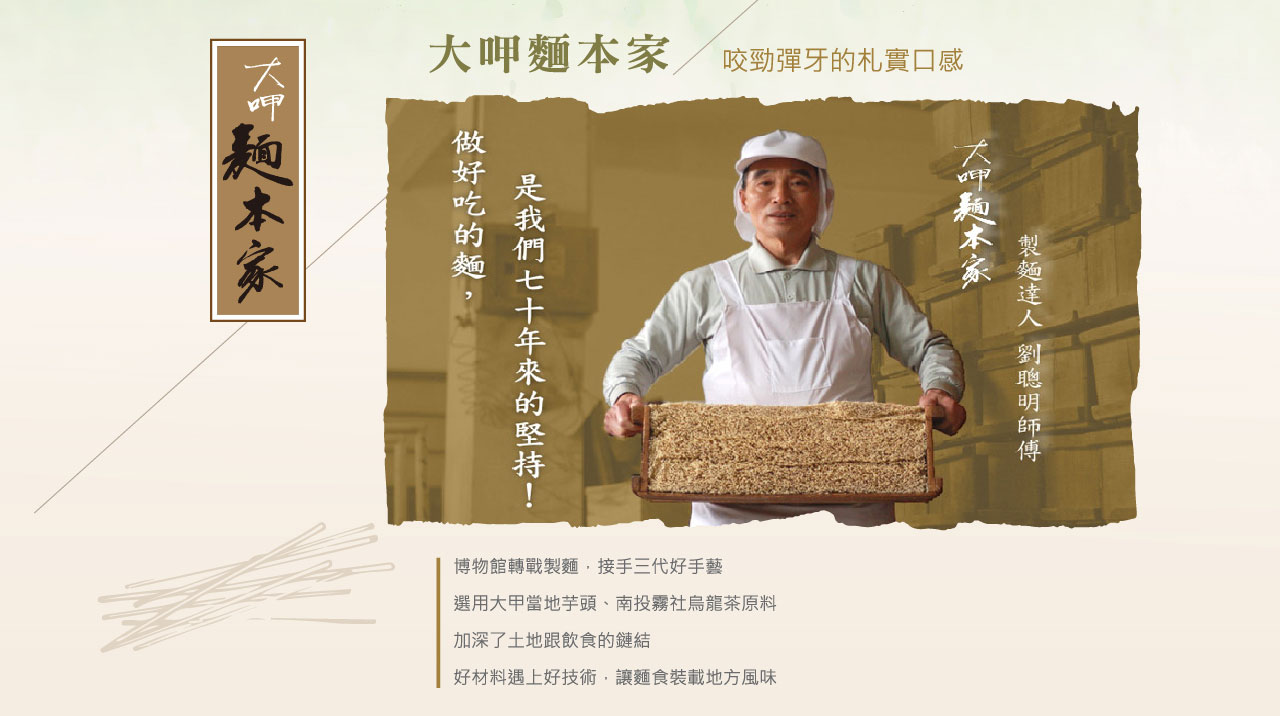 大呷麵本家
大呷麵本家
咬勁彈牙的札實口感
做好吃的麵，
是我們七十年來的堅持！
大呷麵本家
製麵達人 劉聰明師傅
博物館轉戰製麵，接手三代好手藝
選用大甲當地芋頭、南投霧社烏龍茶原料
加深了土地跟飲食的鏈結
好材料遇上好技術，讓麵食裝載地方風味